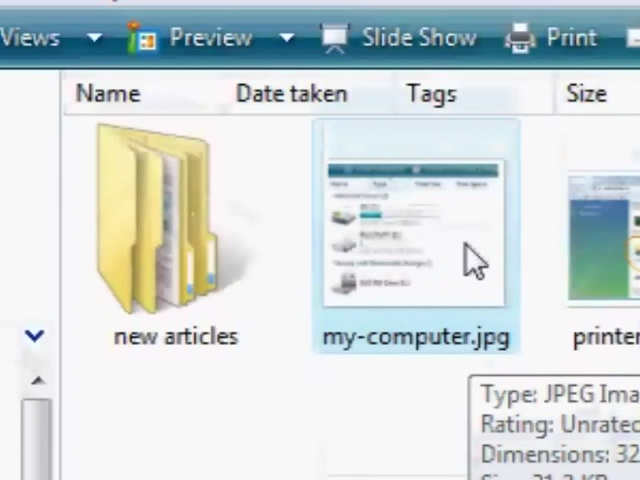 Views Preview Slide Show Print
Name Date taken Tags Size
new articles my-computer.jpg printer
Type: JPEG Ima
Rating: Unrated
Dimensions: 32